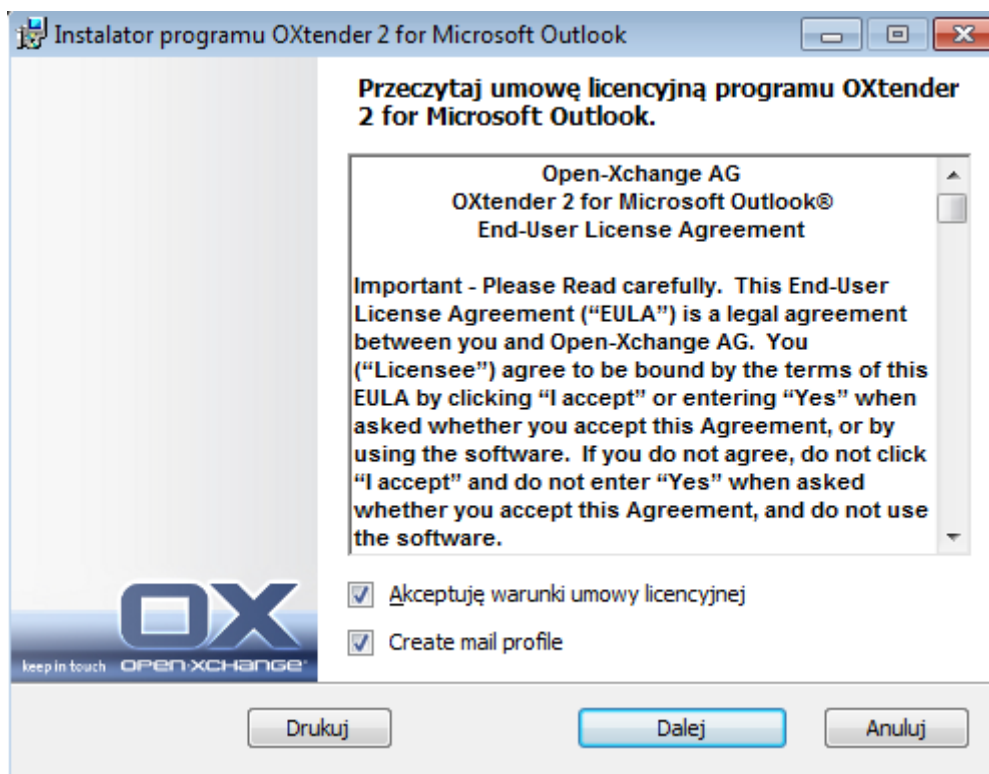 Instalator programu OXtender 2 for Microsoft Outlook
Przeczytaj umowę licencyjną programu OXtender
2 for Microsoft Outlook.
Open-Xchange AG
OXtender 2 for Microsoft Outlook®
End-User License Agreement
Important - Please Read carefully.  This End-User
License Agreement (“EULA”) is a legal agreement
between you and Open-Xchange AG.  You
(“Licensee”) agree to be bound by the terms of this
EULA by clicking “I accept” or entering “Yes” when
asked whether you accept this Agreement, or by
using the software.  If you do not agree, do not click
“I accept” and do not enter “Yes” when asked
whether you accept this Agreement, and do not use
the software.
Akceptuję warunki umowy licencyjnej
Create mail profile
OX
keep in touch OPEN-XCHANGE
Drukuj
Dalej
Anuluj